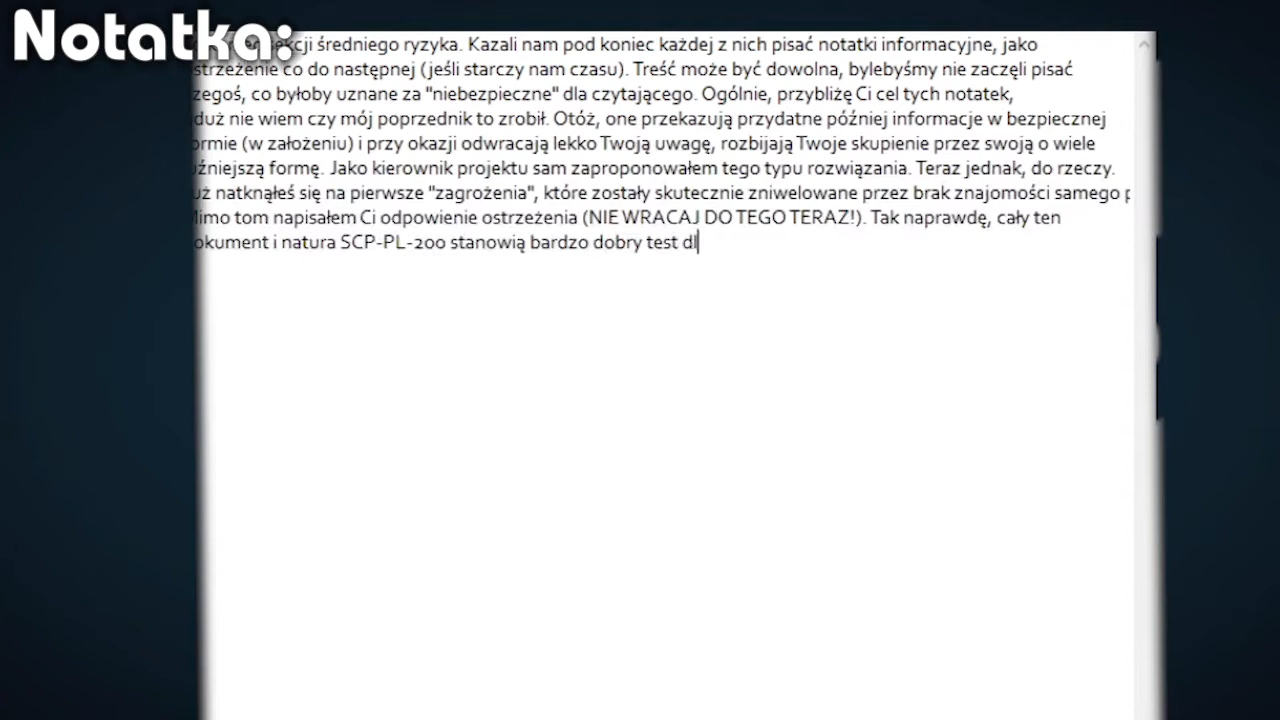 Notatka:
średniego ryzyka. Kazali nam pod koniec każdej z nich pisać notatki informacyjne, jako
strzeżenie co do następnej (jeśli starczy nam czasu). Treść może być dowolna, bylebyśmy nie zaczęli pisać
zegoś, co byłoby uznane za "niebezpieczne" dla czytającego. Ogólnie, przybliżę Ci cel tych notatek,
duż nie wiem czy mój poprzednik to zrobił. Otóż, one przekazują przydatne później informacje w bezpiecznej
ormie (w założeniu) i przy okazji odwracają lekko Twoją uwagę, rozbijają Twoje skupienie przez swoją o wiele
uźniejszą formę. Jako kierownik projektu sam zaproponowałem tego typu rozwiązania. Teraz jednak, do rzeczy.
uż natknąłeś się na pierwsze "zagrożenia", które zostały skutecznie zniwelowane przez brak znajomości samego p
Mimo tom napisałem Ci odpowienie ostrzeżenia (NIE WRACAJ DO TEGO TERAZ!). Tak naprawdę, cały ten
okument i natura SCP-PL-200 stanowią bardzo dobry test dl